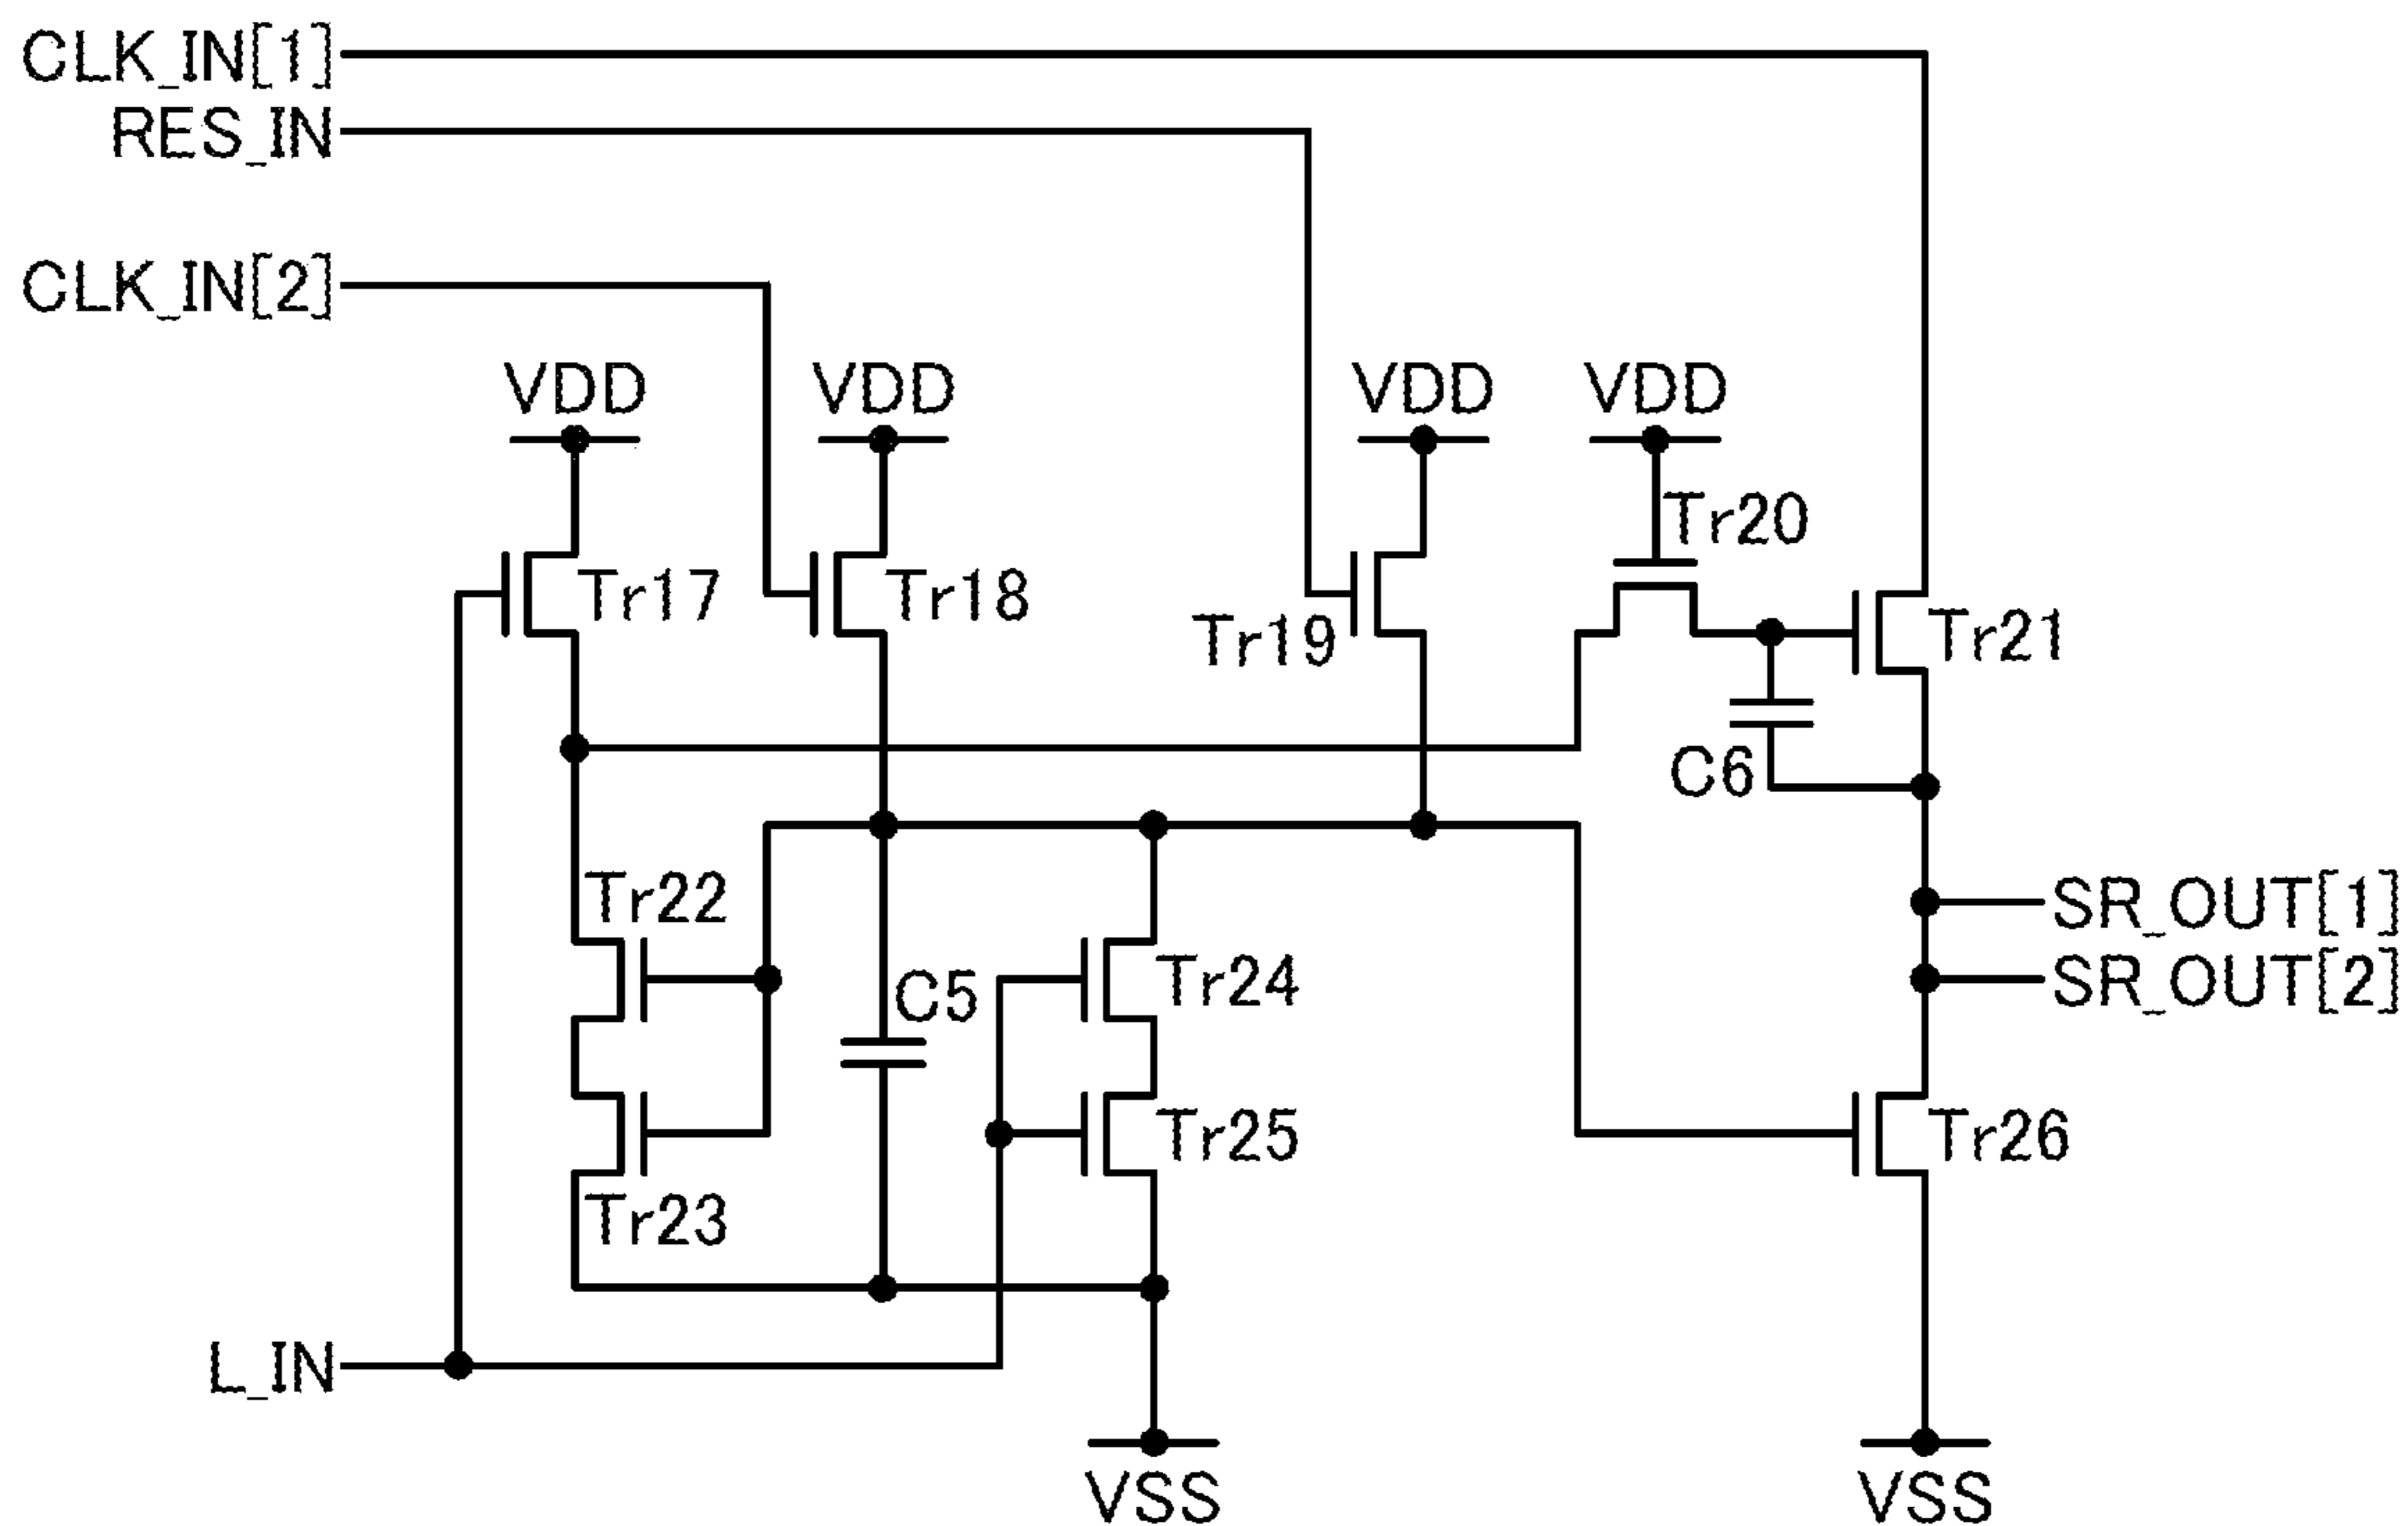 CLK_IN[1]
RES_IN
CLK_IN[2]
VDD VDD VDD VDD
Tr20
Tr17 Tr18 Tr19 Tr21
C6
Tr22 SR_OUT[1]
C5 Tr24 SR_OUT[2]
Tr25 Tr26
Tr23
L_IN
VSS VSS